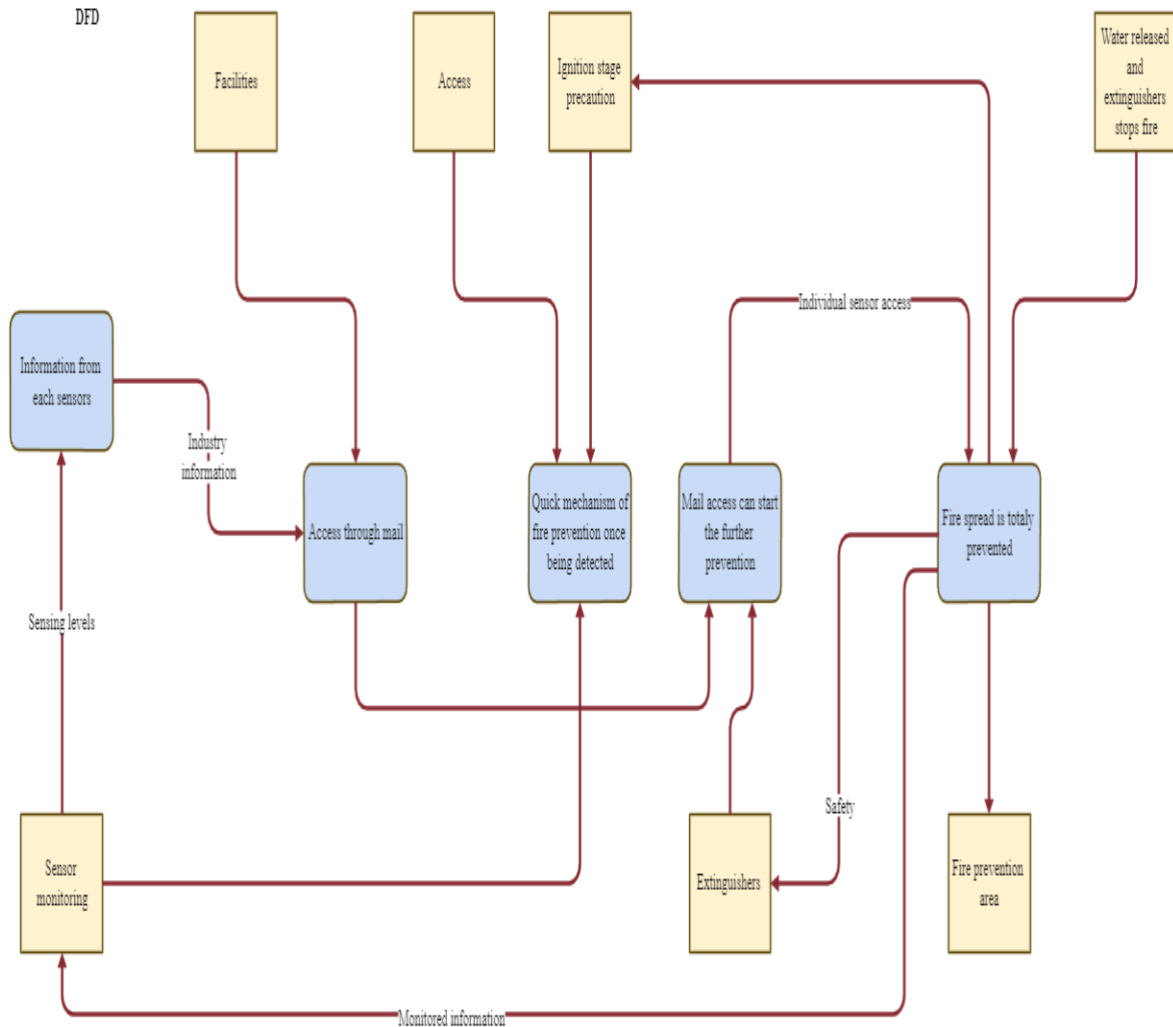 DFD
Facilities
Access
Ignition stage
precaution
Water released
and
extinguishers
stops fire
Individual sensor access
Information from
each sensors
Industry
information
Access through mail
Quick mechanism of
fire prevention once
being detected
Mail access can start
the further
prevention
Fire spread is totaly
prevented
Sensing levels
Safety
Sensor
monitoring
Extinguishers
Fire prevention
area
Monitored information